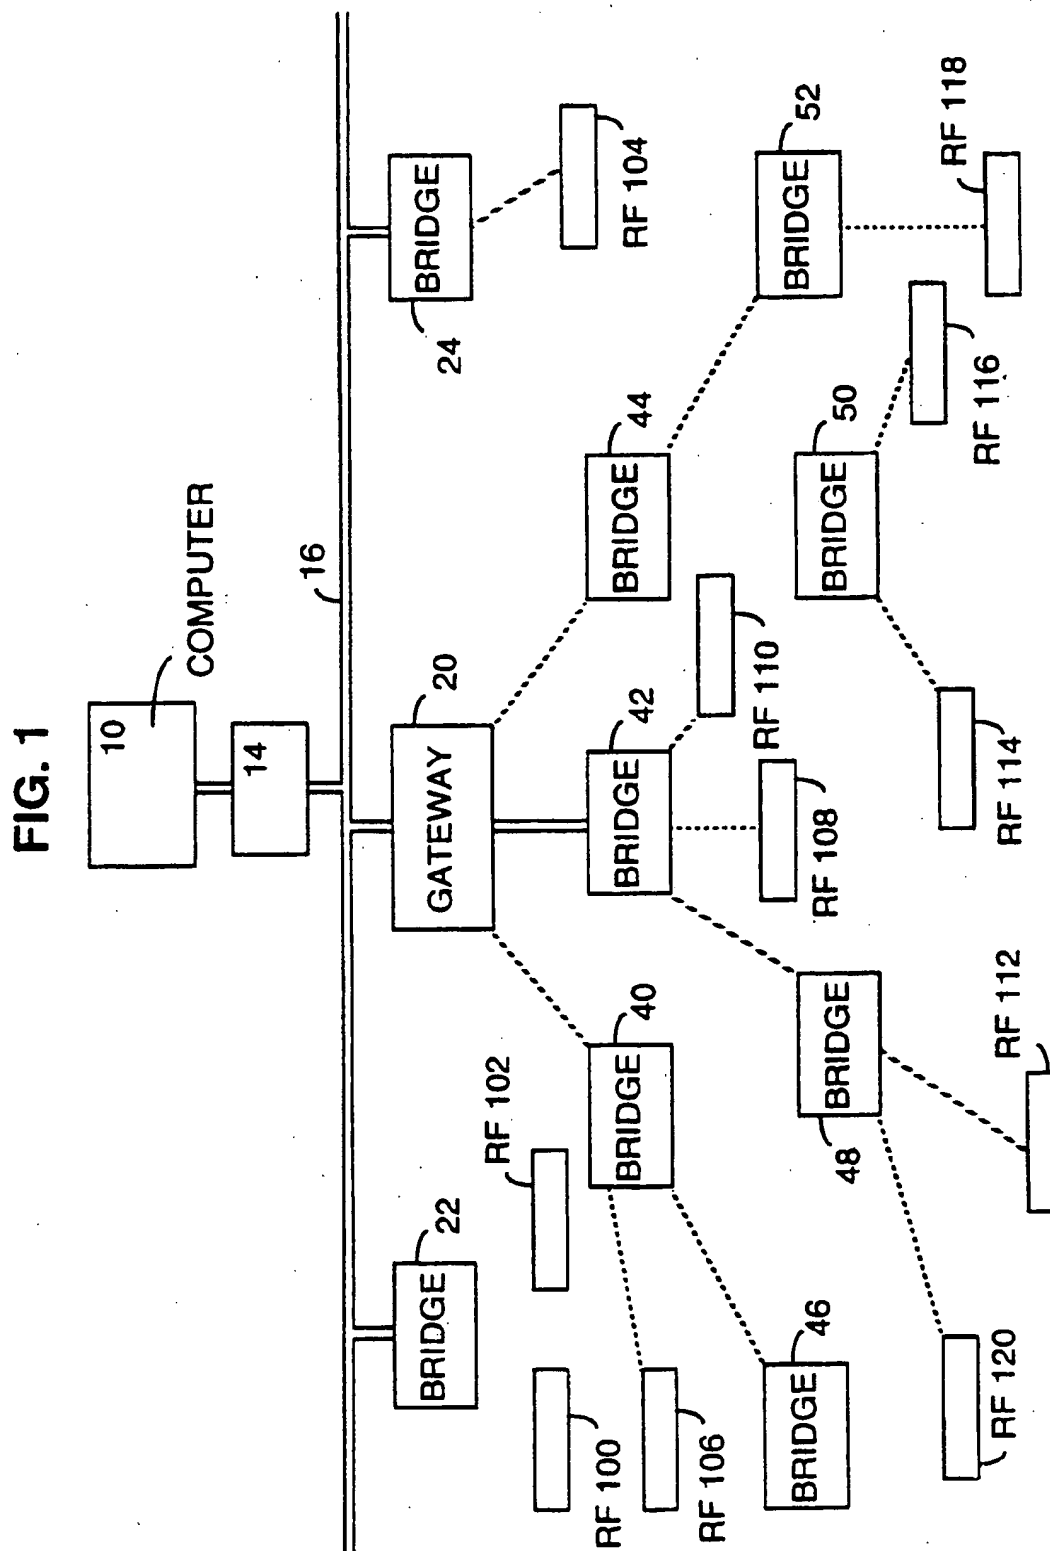 FIG. 1
10
COMPUTER
14
16
BRIDGE
22
GATEWAY
20
BRIDGE
24
RF 100
RF 102
RF 104
RF 106
BRIDGE
40
BRIDGE
42
BRIDGE
44
RF 108
RF 110
BRIDGE
46
BRIDGE
48
BRIDGE
50
BRIDGE
52
RF 120
RF 112
RF 114
RF 116
RF 118